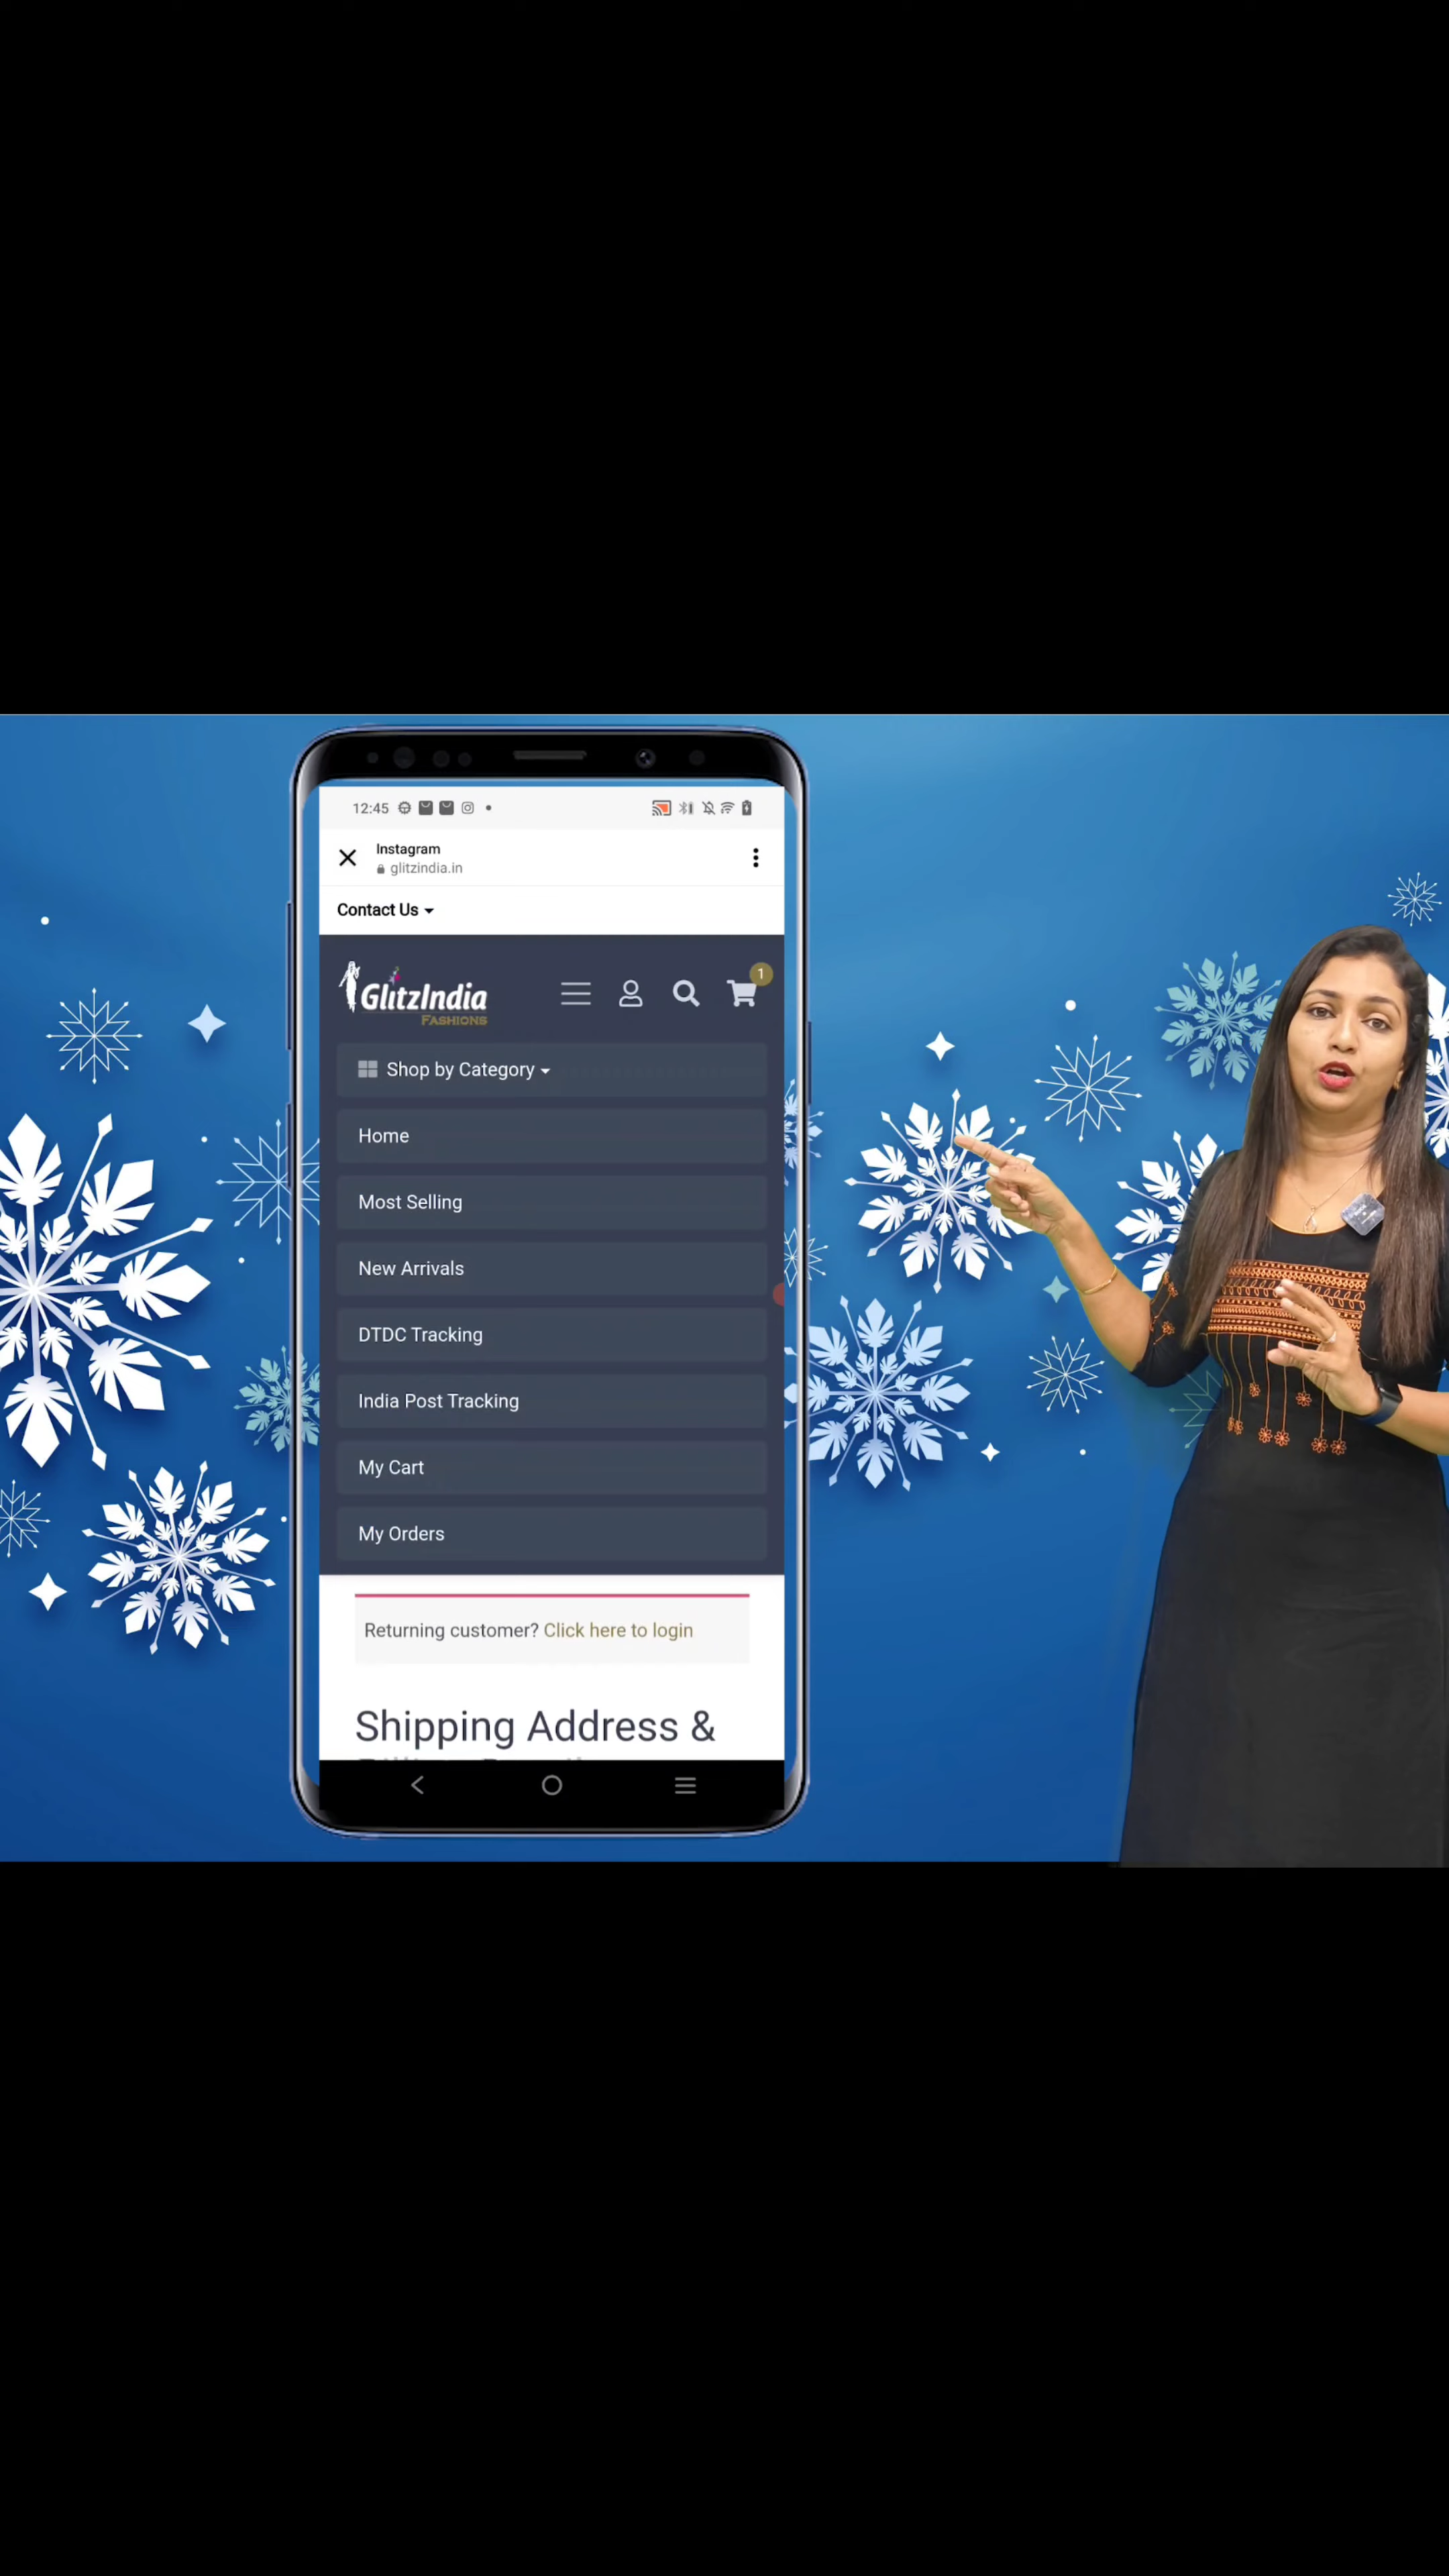 12:45
Instagram
glitzindia.in
Contact Us
GlitzIndia
FASHIONS
1
Shop by Category
Home
Most Selling
New Arrivals
DTDC Tracking
India Post Tracking
My Cart
My Orders
Returning customer? Click here to login
Shipping Address &